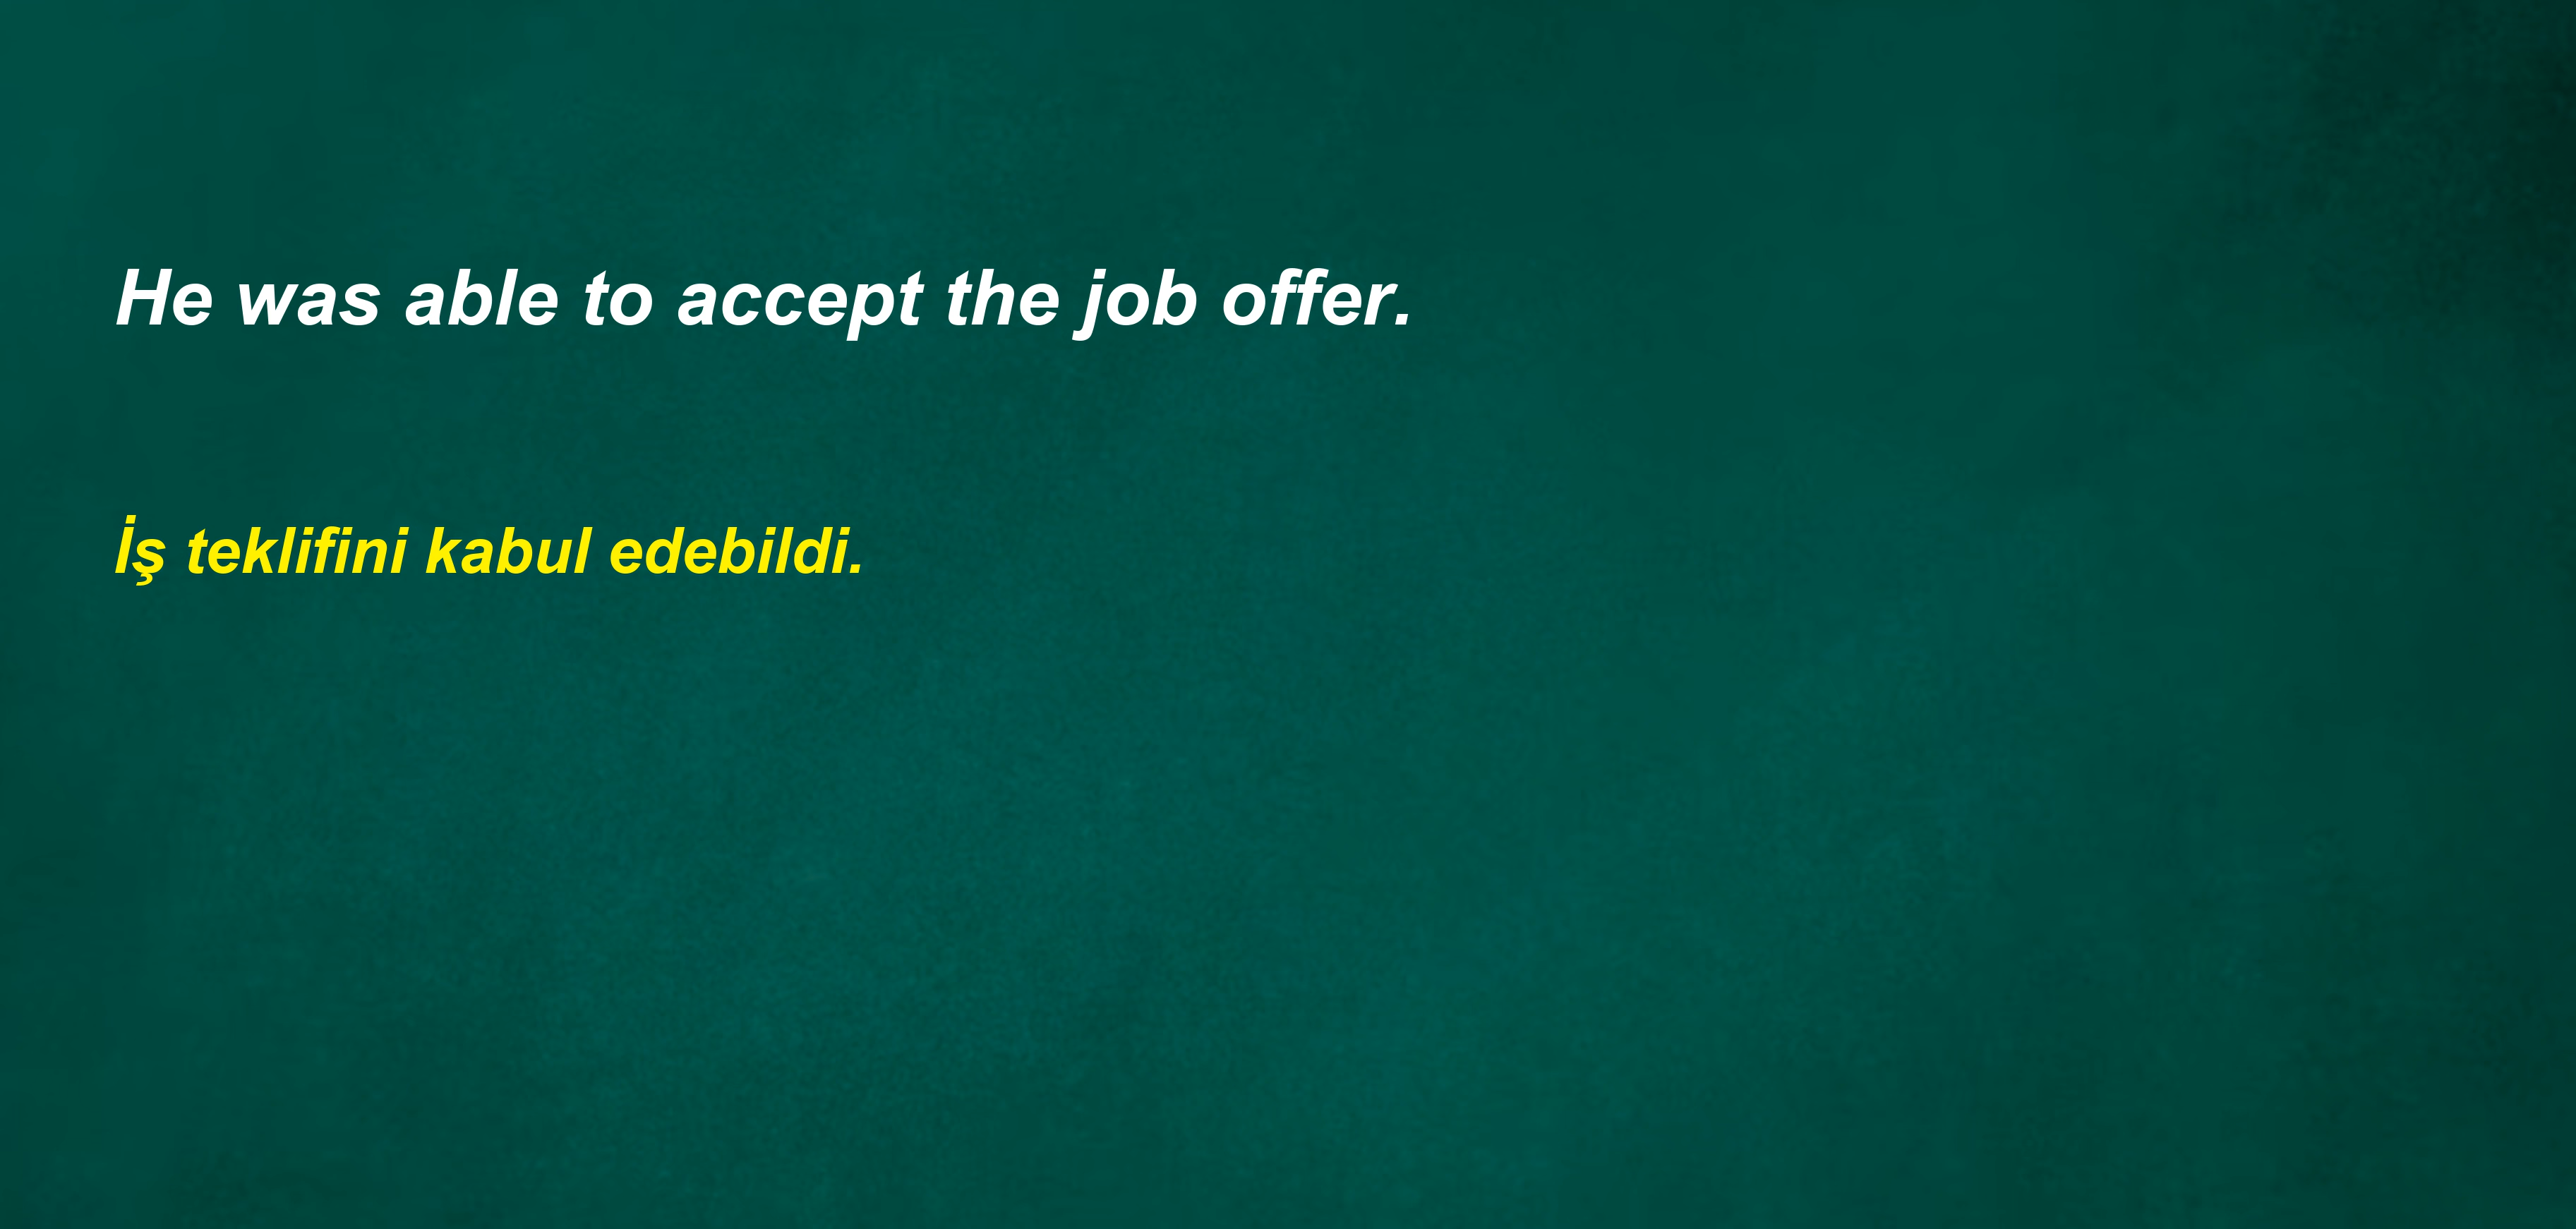 He was able to accept the job offer.
İş teklifini kabul edebildi.